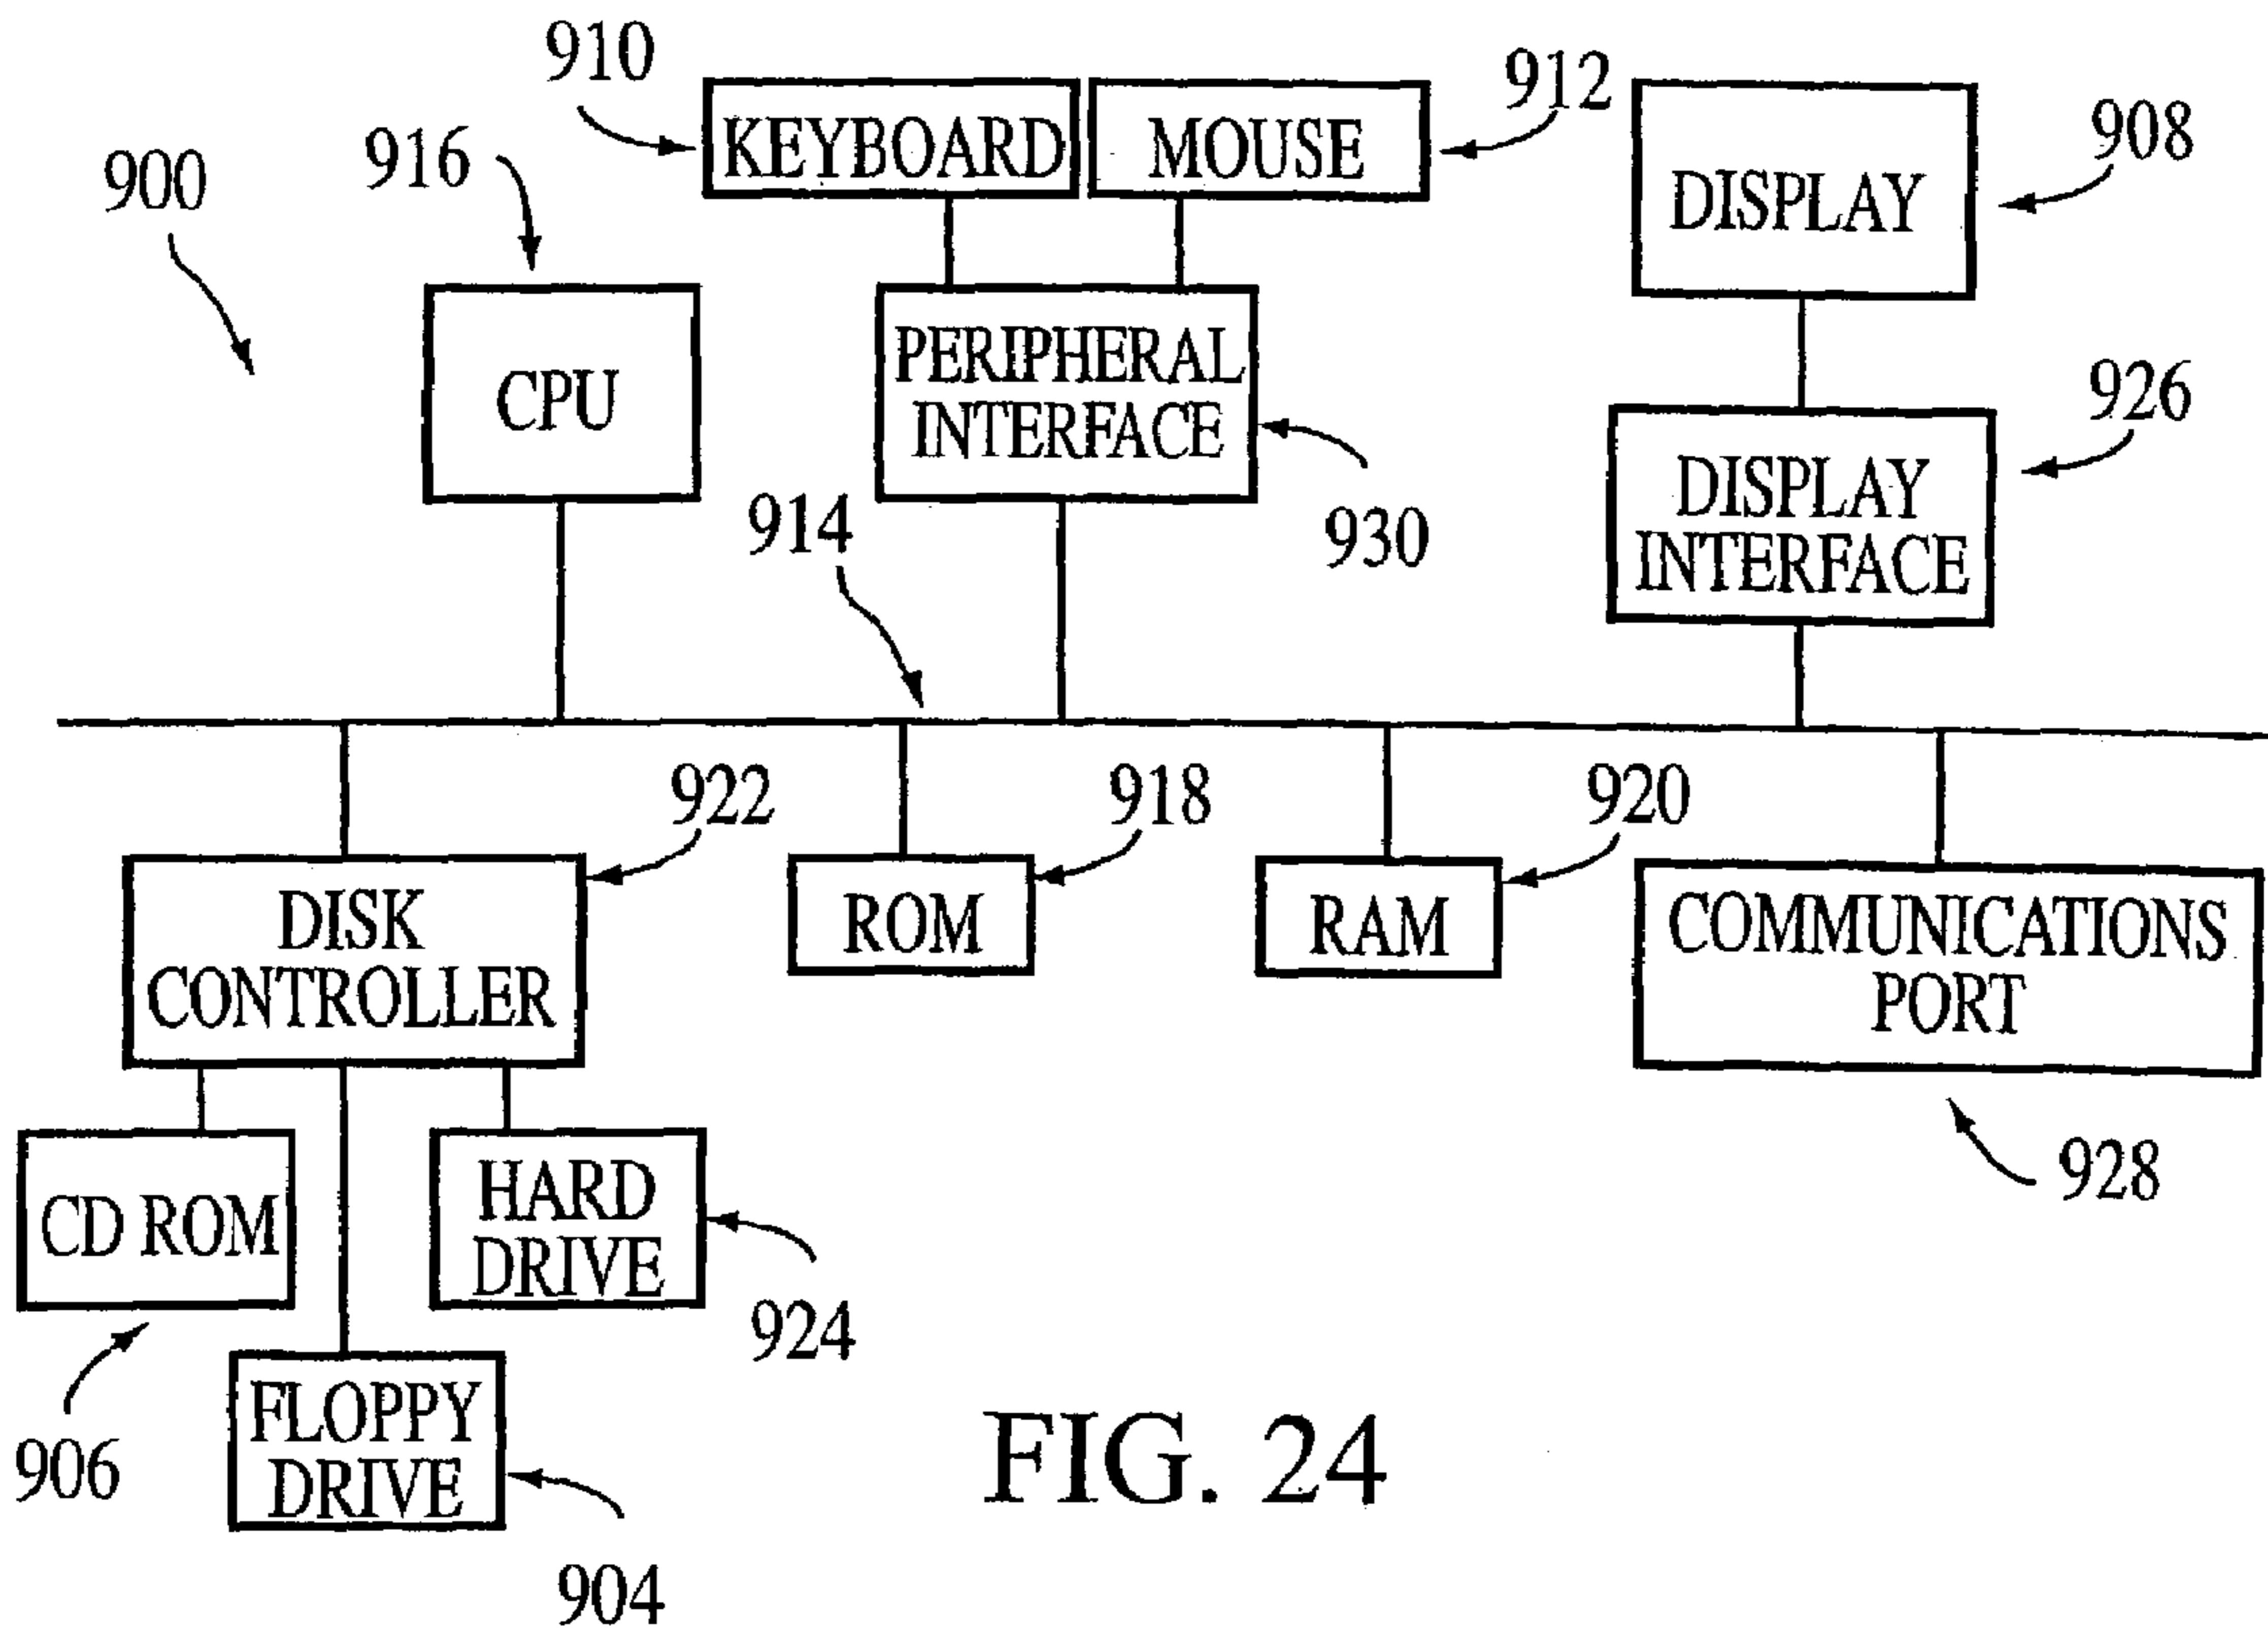 910
KEYBOARD
MOUSE
912
908
916
900
DISPLAY
CPU
PERIPHERAL
INTERFACE
926
914
930
DISPLAY
INTERFACE
922
918
920
DISK
CONTROLLER
ROM
RAM
COMMUNICATIONS
PORT
CD ROM
HARD
DRIVE
928
924
906
FLOPPY
DRIVE
904
FIG. 24